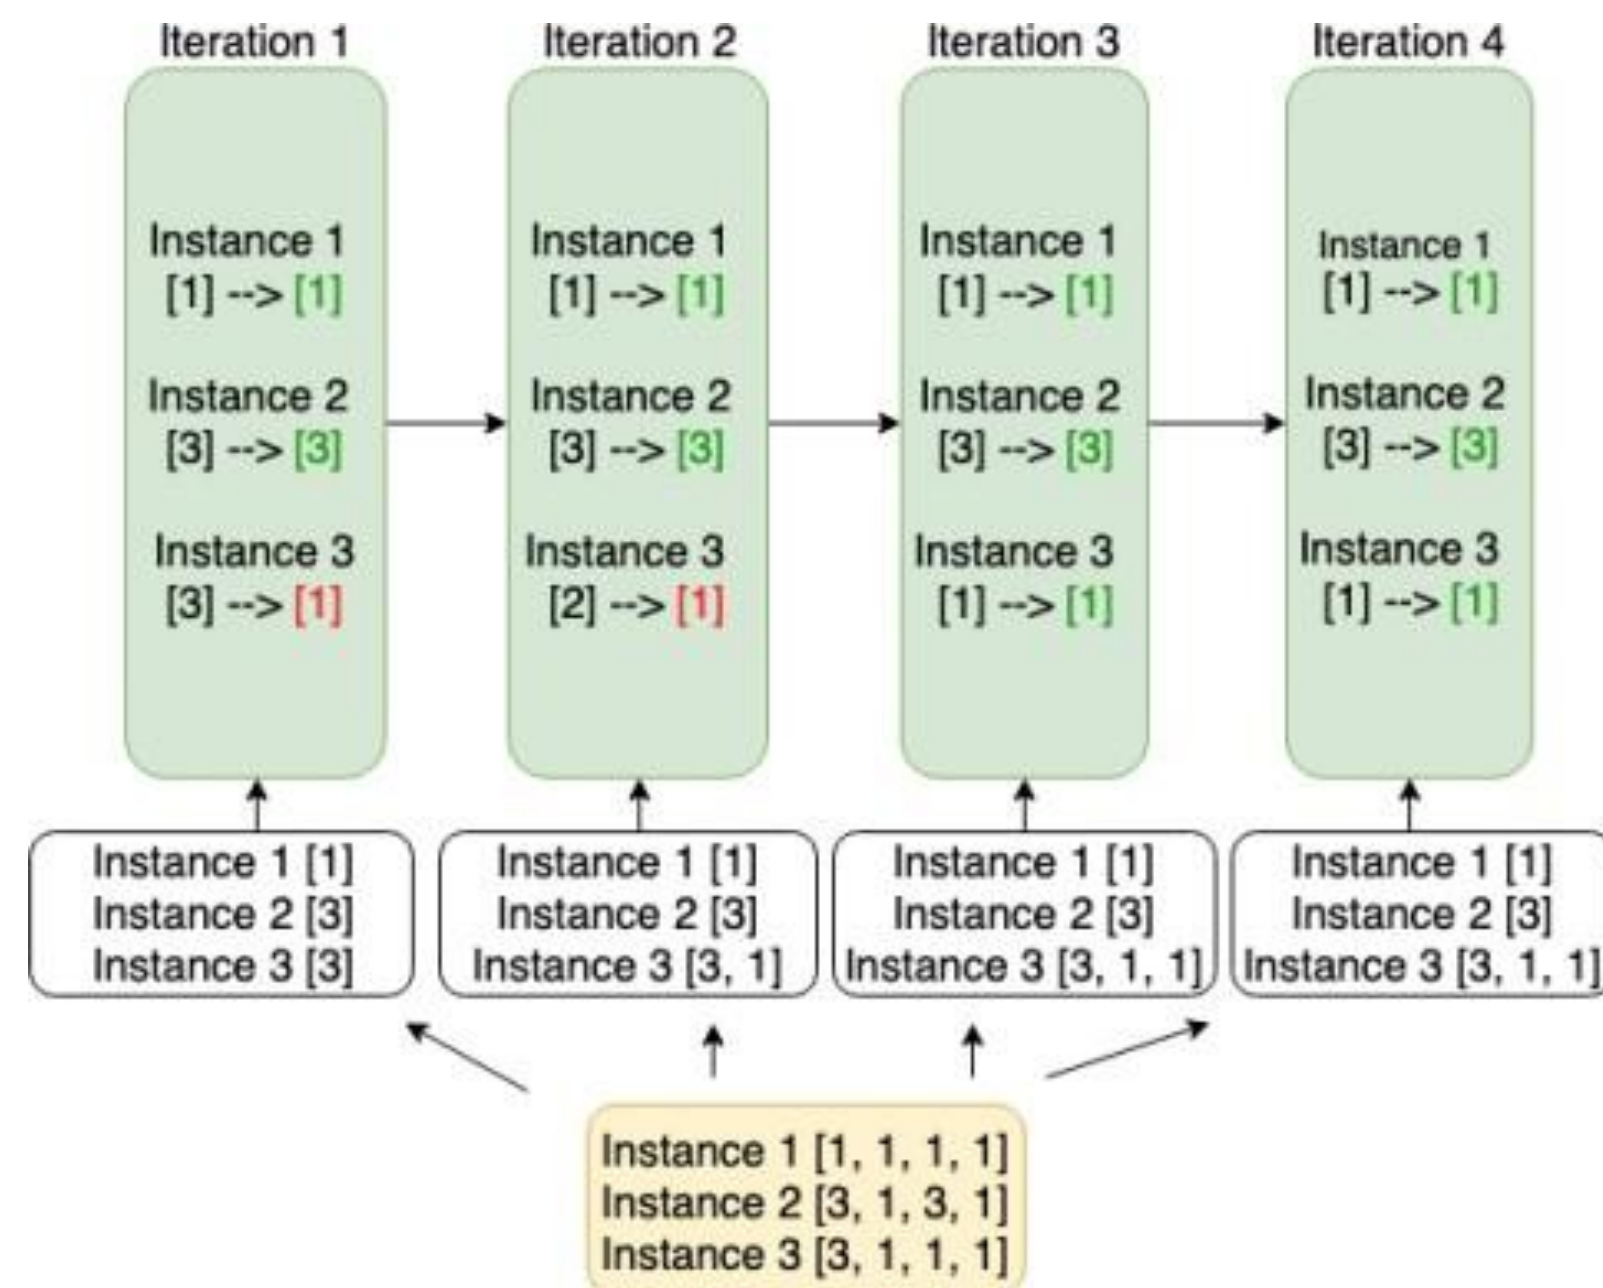 Iteration 1
Instance 1
[1] --> [1]
Instance 2
[3] --> [3]
Instance 3
[3] --> [1]
Iteration 2
Instance 1
[1] --> [1]
Instance 2
[3] --> [3]
Instance 3
[2] --> [1]
Iteration 3
Instance 1
[1] --> [1]
Instance 2
[3] --> [3]
Instance 3
[1] --> [1]
Iteration 4
Instance 1
[1] --> [1]
Instance 2
[3] --> [3]
Instance 3
[1] --> [1]
Instance 1 [1]
Instance 2 [3]
Instance 3 [3]
Instance 1 [1]
Instance 2 [3]
Instance 3 [3, 1]
Instance 1 [1]
Instance 2 [3]
Instance 3 [3, 1, 1]
Instance 1 [1]
Instance 2 [3]
Instance 3 [3, 1, 1]
Instance 1 [1, 1, 1, 1]
Instance 2 [3, 1, 3, 1]
Instance 3 [3, 1, 1, 1]